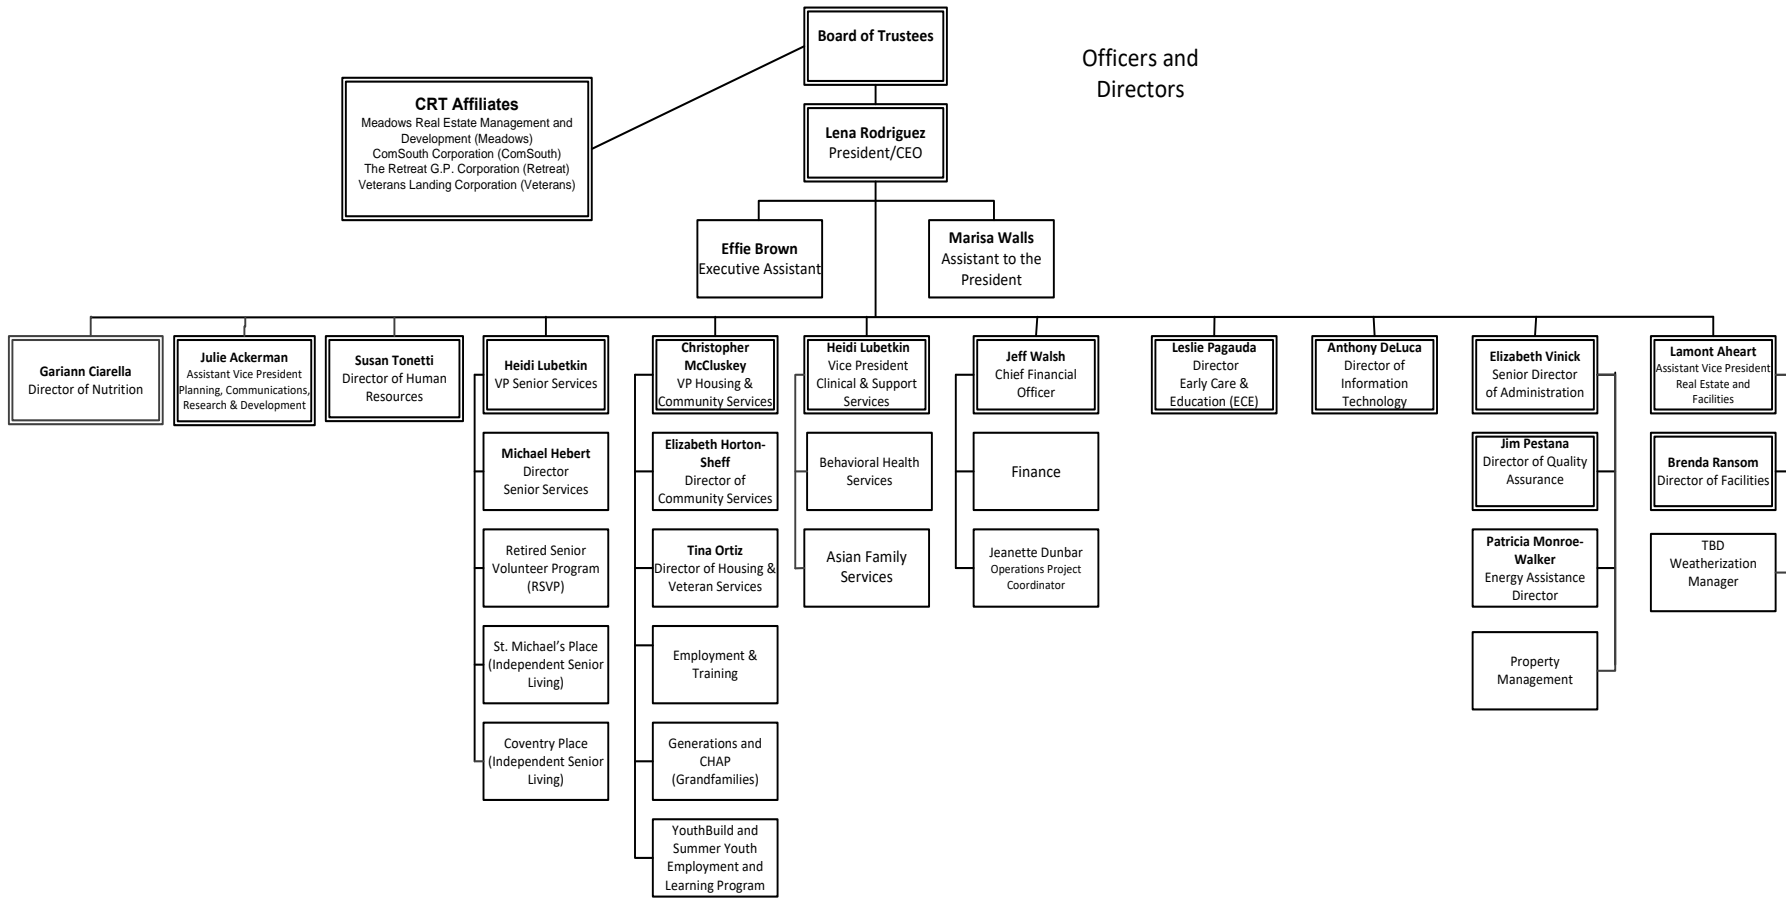 Board of Trustees
Officers and
Directors
CRT Affiliates
Meadows Real Estate Management and
Development (Meadows)
ComSouth Corporation (ComSouth)
The Retreat G.P. Corporation (Retreat)
Veterans Landing Corporation (Veterans)
Lena Rodriguez
President/CEO
Effie Brown
Executive Assistant
Marisa Walls
Assistant to the
President
Gariann Ciarella
Director of Nutrition
Julie Ackerman
Assistant Vice President
Planning, Communications,
Research & Development
Susan Tonetti
Director of Human
Resources
Heidi Lubetkin
VP Senior Services
Michael Hebert
Director
Senior Services
Retired Senior
Volunteer Program
(RSVP)
St. Michael’s Place
(Independent Senior
Living)
Coventry Place
(Independent Senior
Living)
Christopher
McCluskey
VP Housing &
Community Services
Elizabeth Horton-
Sheff
Director of
Community Services
Tina Ortiz
Director of Housing &
Veteran Services
Employment &
Training
Generations and
CHAP
(Grandfamilies)
YouthBuild and
Summer Youth
Employment and
Learning Program
Heidi Lubetkin
Vice President
Clinical & Support
Services
Behavioral Health
Services
Asian Family
Services
Jeff Walsh
Chief Financial
Officer
Finance
Jeanette Dunbar
Operations Project
Coordinator
Leslie Pagauda
Director
Early Care &
Education (ECE)
Anthony DeLuca
Director of
Information
Technology
Elizabeth Vinick
Senior Director
of Administration
Jim Pestana
Director of Quality
Assurance
Patricia Monroe-
Walker
Energy Assistance
Director
Property
Management
Lamont Aheart
Assistant Vice President
Real Estate and
Facilities
Brenda Ransom
Director of Facilities
TBD
Weatherization
Manager